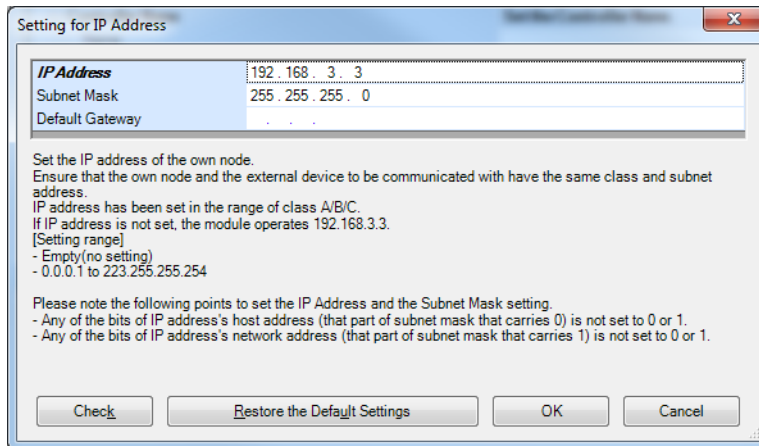 Setting for IP Address
IP Address 192 . 168 . 3 . 3
Subnet Mask 255 . 255 . 255 . 0
Default Gateway . . .
Set the IP address of the own node.
Ensure that the own node and the external device to be communicated with have the same class and subnet
address.
IP address has been set in the range of class A/B/C.
If IP address is not set, the module operates 192.168.3.3.
[Setting range]
- Empty(no setting)
- 0.0.0.1 to 223.255.255.254
Please note the following points to set the IP Address and the Subnet Mask setting.
- Any of the bits of IP address's host address (that part of subnet mask that carries 0) is not set to 0 or 1.
- Any of the bits of IP address's network address (that part of subnet mask that carries 1) is not set to 0 or 1.
Check Restore the Default Settings OK Cancel